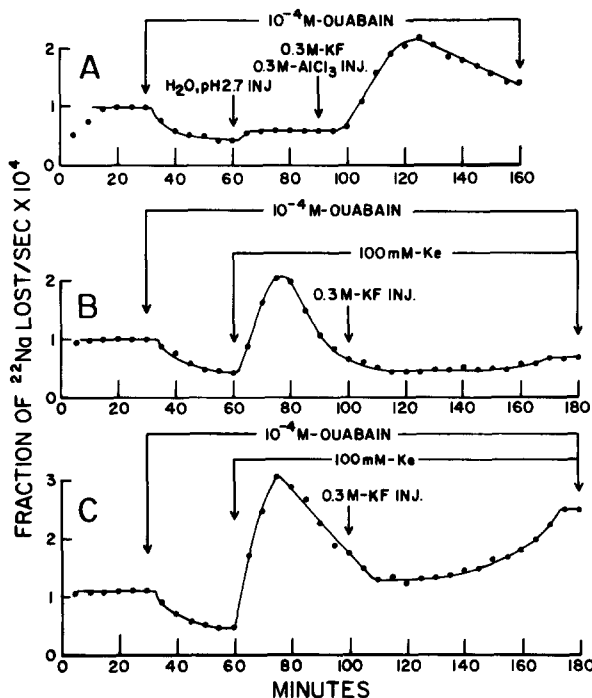 10⁻⁴M-OUABAIN
0.3M-KF
0.3M-AlCl₃ INJ.
H₂O, pH 2.7 INJ
A
2
1
0
0 20 40 60 80 100 120 140 160
10⁻⁴M-OUABAIN
100mM-Ke
0.3M-KF INJ.
B
2
1
0
0 20 40 60 80 100 120 140 160 180
10⁻⁴M-OUABAIN
100mM-Ke
0.3M-KF INJ.
C
3
2
1
0
0 20 40 60 80 100 120 140 160 180
MINUTES
FRACTION OF ²²Na LOST/SEC X 10⁴